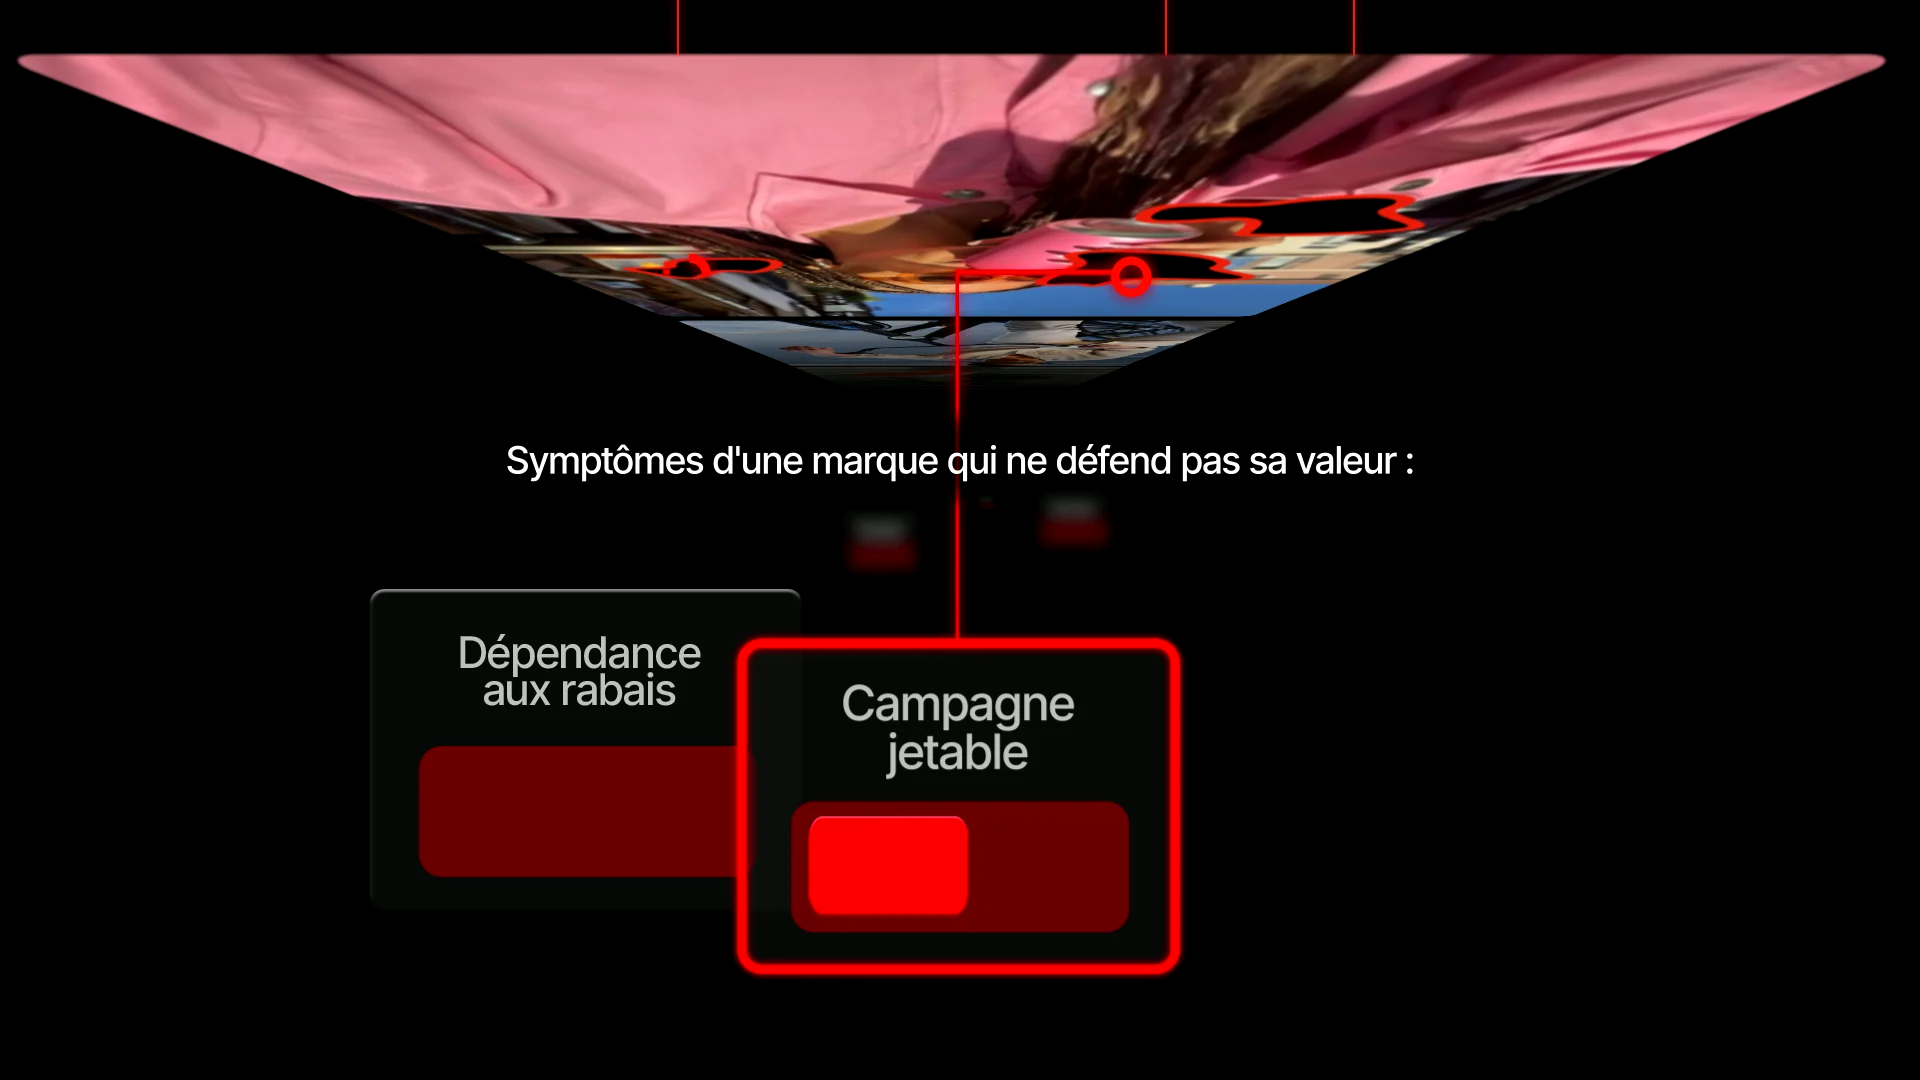 Symptômes d'une marque qui ne défend pas sa valeur :
Dépendance
aux rabais
Campagne
jetable